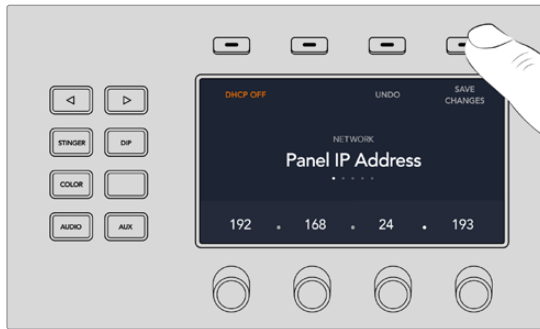 DHCP OFF
UNDO
SAVE
CHANGES
NETWORK
Panel IP Address
192 . 168 . 24 . 193
STINGER
DIP
COLOR
AUDIO
AUX